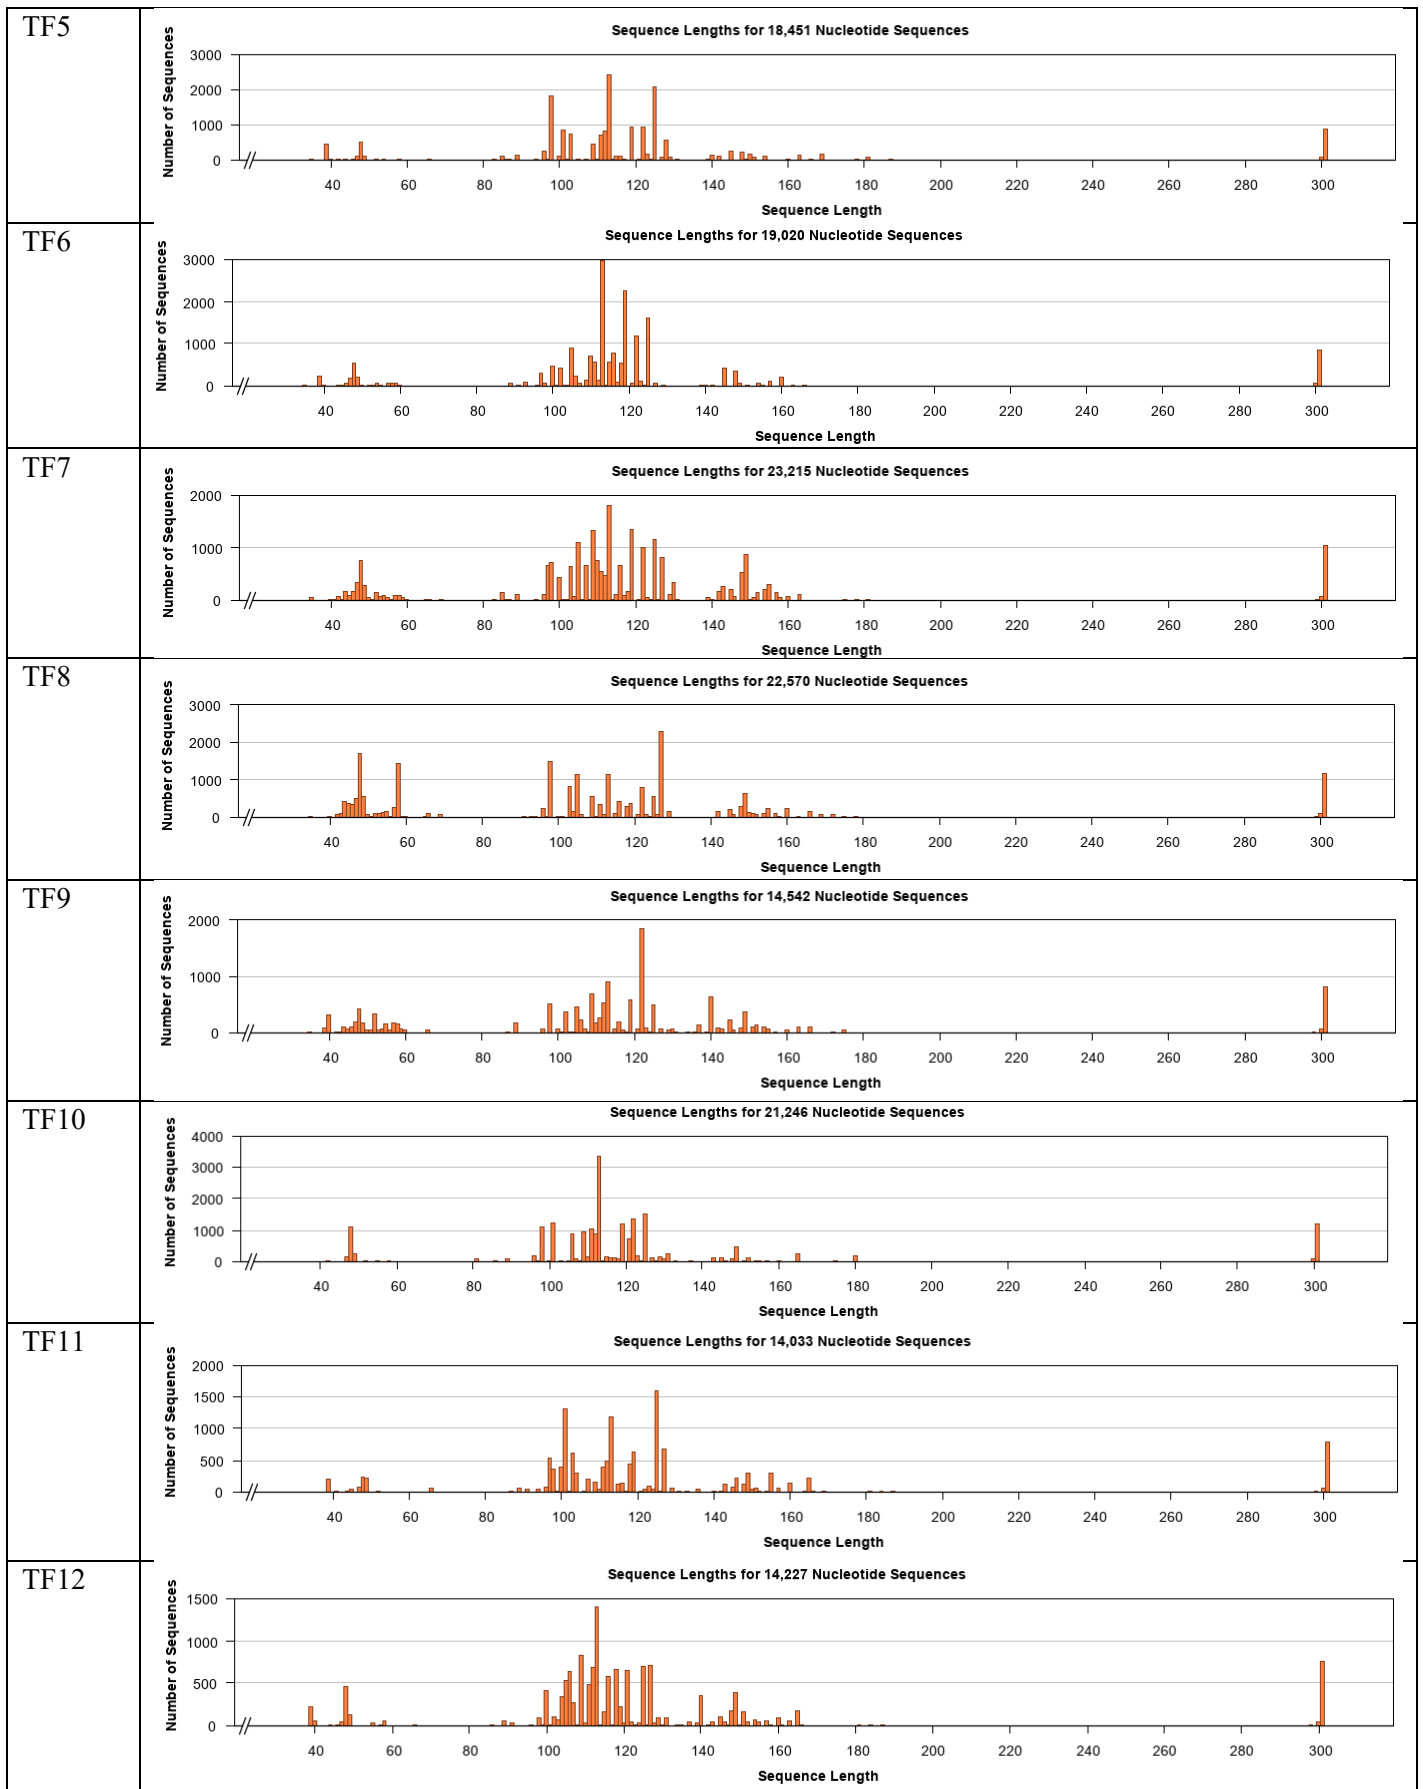 TF5
Sequence Lengths for 18,451 Nucleotide Sequences
Number of Sequences
3000
2000
1000
0
40 60 80 100 120 140 160 180 200 220 240 260 280 300
Sequence Length
TF6
Sequence Lengths for 19,020 Nucleotide Sequences
Number of Sequences
3000
2000
1000
0
40 60 80 100 120 140 160 180 200 220 240 260 280 300
Sequence Length
TF7
Sequence Lengths for 23,215 Nucleotide Sequences
Number of Sequences
2000
1000
0
40 60 80 100 120 140 160 180 200 220 240 260 280 300
Sequence Length
TF8
Sequence Lengths for 22,570 Nucleotide Sequences
Number of Sequences
3000
2000
1000
0
40 60 80 100 120 140 160 180 200 220 240 260 280 300
Sequence Length
TF9
Sequence Lengths for 14,542 Nucleotide Sequences
Number of Sequences
2000
1000
0
40 60 80 100 120 140 160 180 200 220 240 260 280 300
Sequence Length
TF10
Sequence Lengths for 21,246 Nucleotide Sequences
Number of Sequences
4000
3000
2000
1000
0
40 60 80 100 120 140 160 180 200 220 240 260 280 300
Sequence Length
TF11
Sequence Lengths for 14,033 Nucleotide Sequences
Number of Sequences
2000
1500
1000
500
0
40 60 80 100 120 140 160 180 200 220 240 260 280 300
Sequence Length
TF12
Sequence Lengths for 14,227 Nucleotide Sequences
Number of Sequences
1500
1000
500
0
40 60 80 100 120 140 160 180 200 220 240 260 280 300
Sequence Length